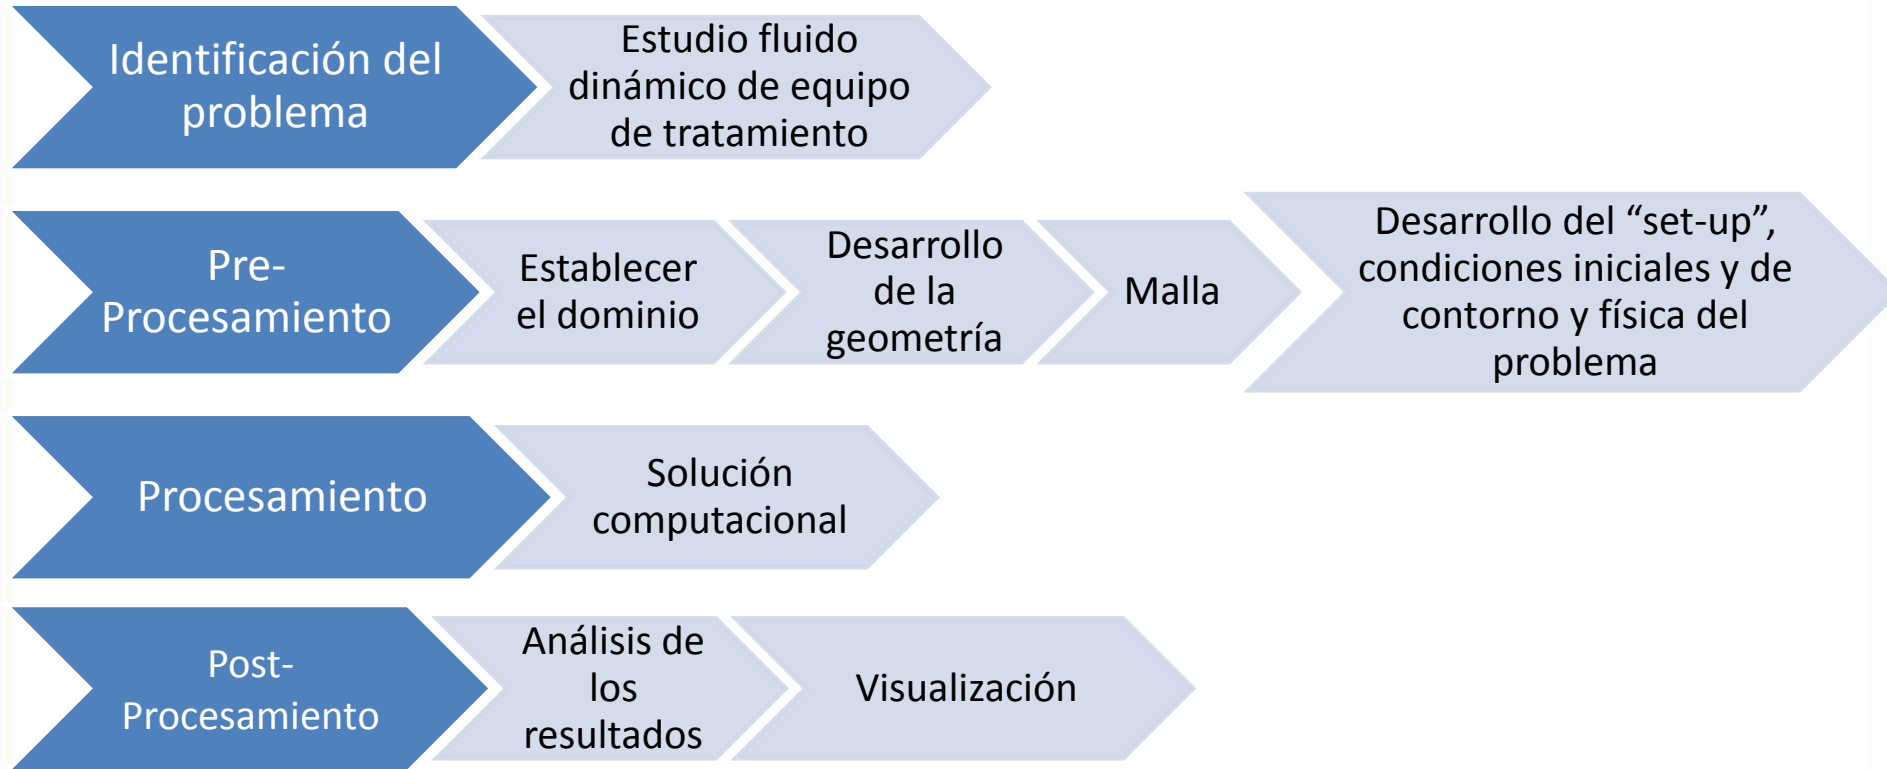 Identificación del
problema
Estudio fluido
dinámico de equipo
de tratamiento
Pre-
Procesamiento
Establecer
el dominio
Desarrollo
de la
geometría
Malla
Desarrollo del “set-up”,
condiciones iniciales y de
contorno y física del
problema
Procesamiento
Solución
computacional
Post-
Procesamiento
Análisis de
los
resultados
Visualización